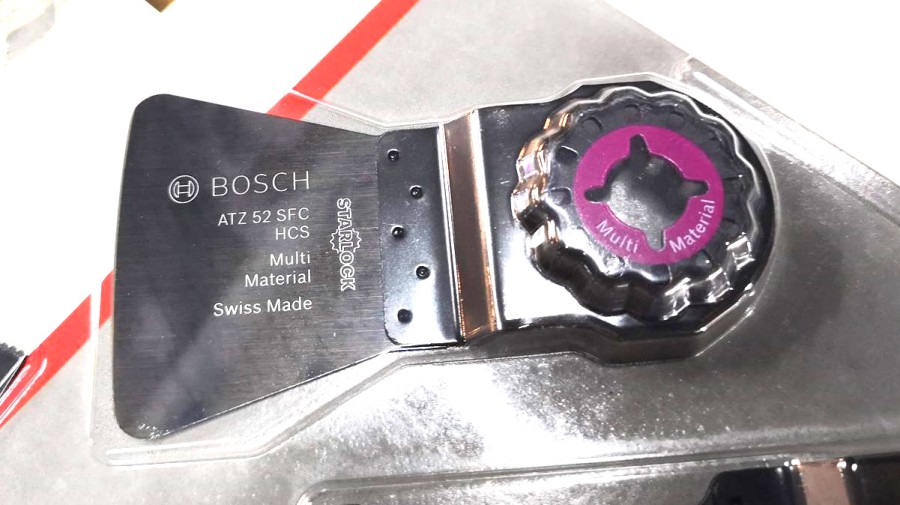 BOSCH
ATZ 52 SFC
HCS
Multi
Material
Swiss Made
STARLOCK
Multi Material